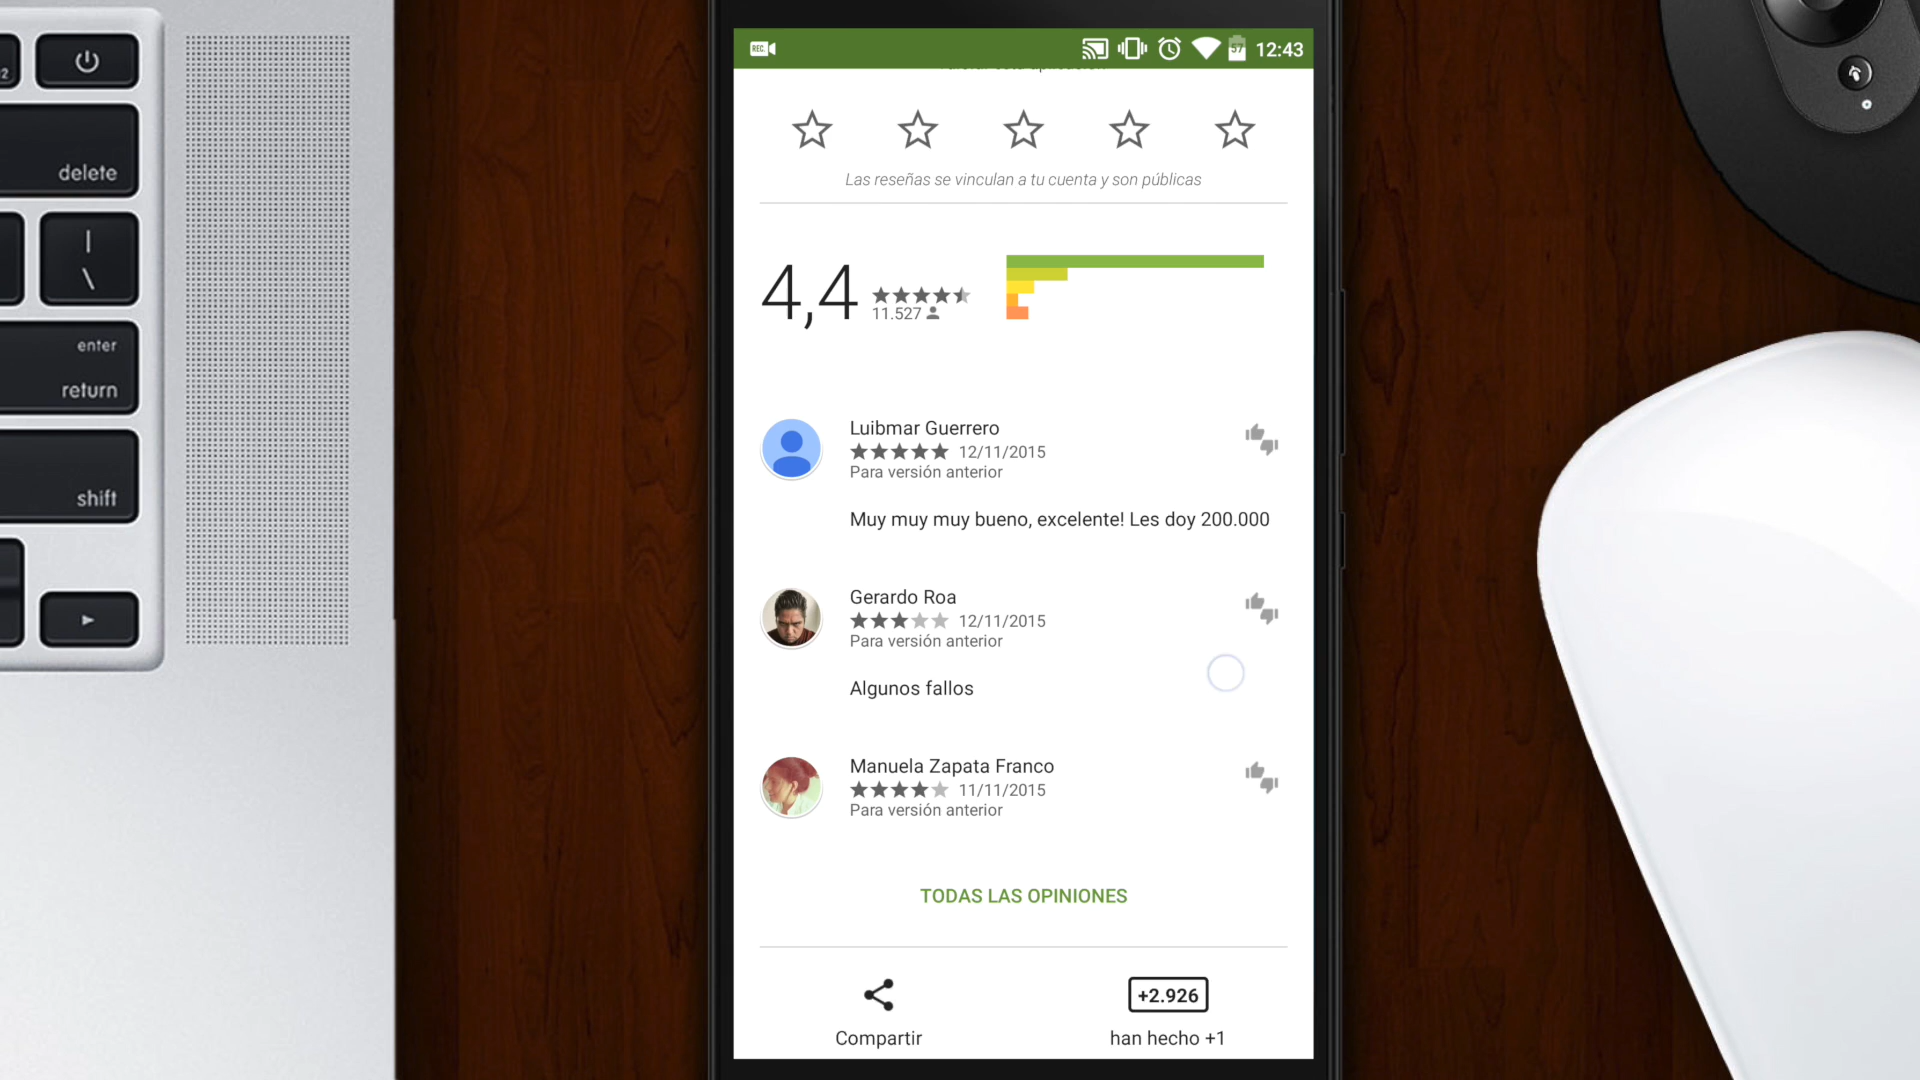 REC
57
12:43
Las reseñas se vinculan a tu cuenta y son públicas
4,4
11.527
Luibmar Guerrero
12/11/2015
Para versión anterior
Muy muy muy bueno, excelente! Les doy 200.000
Gerardo Roa
12/11/2015
Para versión anterior
Algunos fallos
Manuela Zapata Franco
11/11/2015
Para versión anterior
TODAS LAS OPINIONES
+2.926
Compartir
han hecho +1
delete
|
\
enter
return
shift